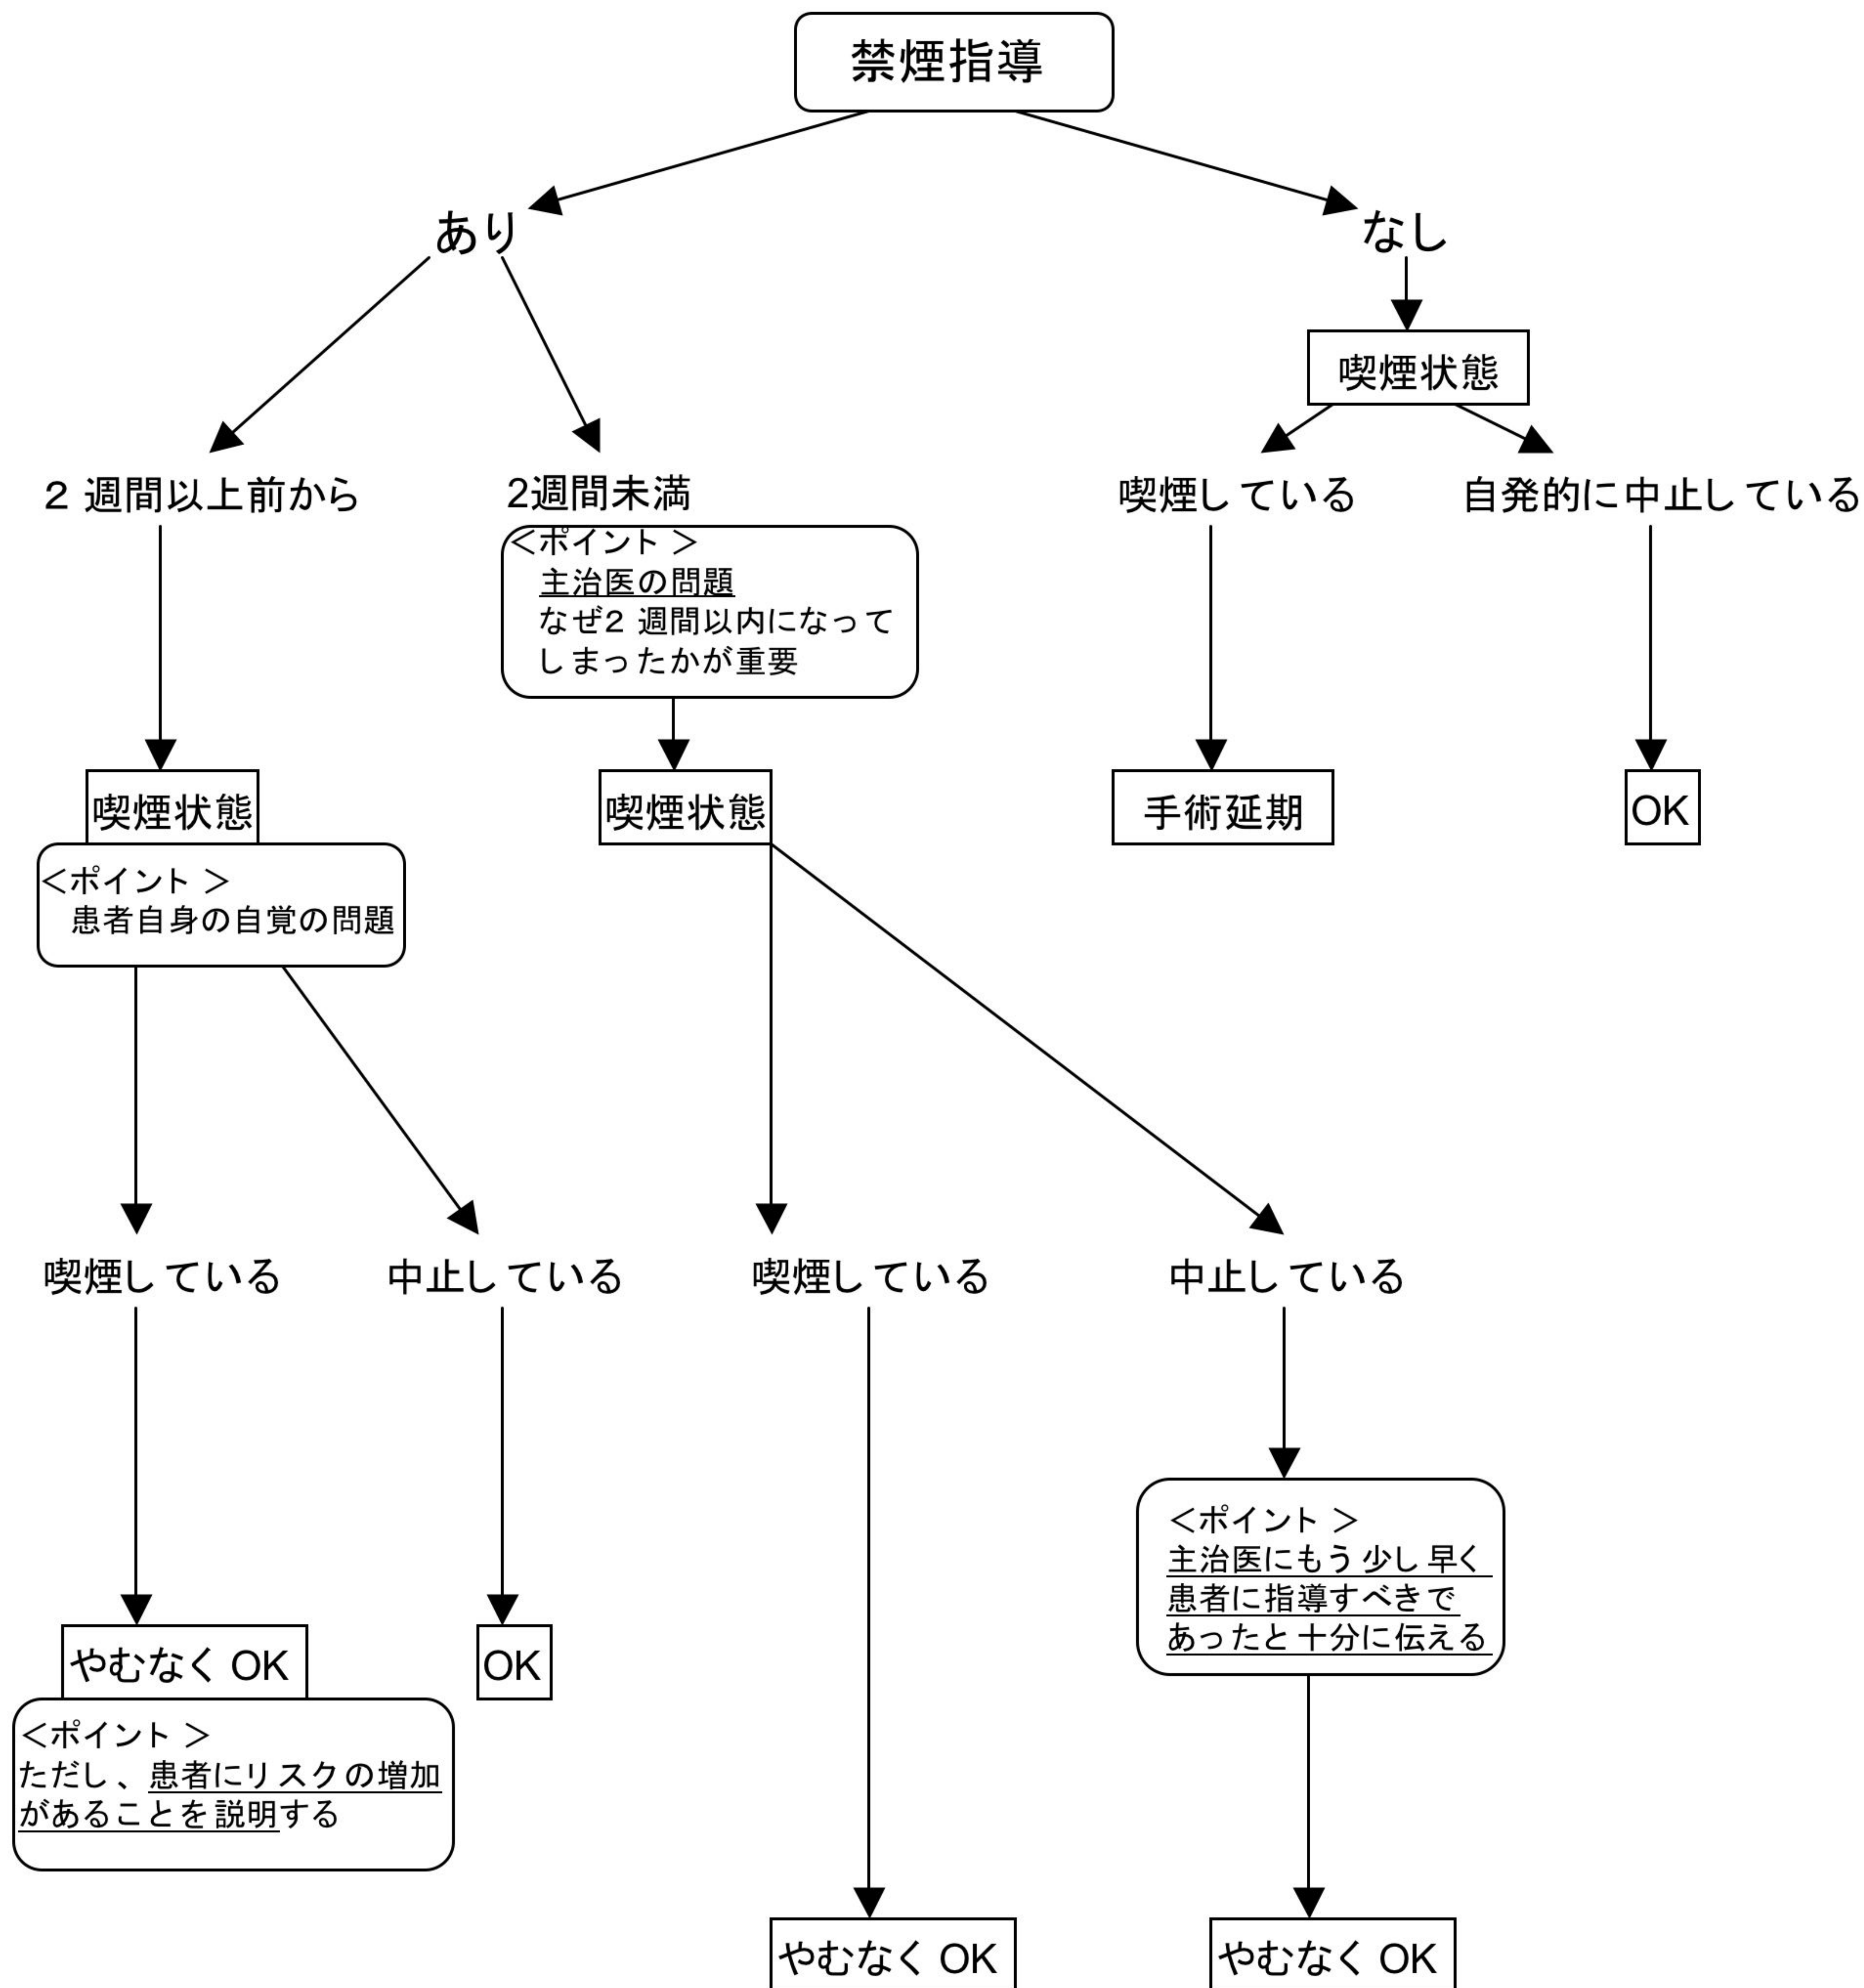 禁煙指導
あり
なし
喫煙状態
2 週間以上前から
2週間未満
喫煙している
自発的に中止している
＜ポイント＞
主治医の問題
なぜ2 週間以内になって
しまったかが重要
喫煙状態
喫煙状態
手術延期
OK
＜ポイント＞
患者自身の自覚の問題
喫煙している
中止している
喫煙している
中止している
＜ポイント＞
主治医にもう少し早く
患者に指導すべきで
あったと十分に伝える
やむなく OK
OK
＜ポイント＞
ただし、患者にリスクの増加
があることを説明する
やむなく OK
やむなく OK